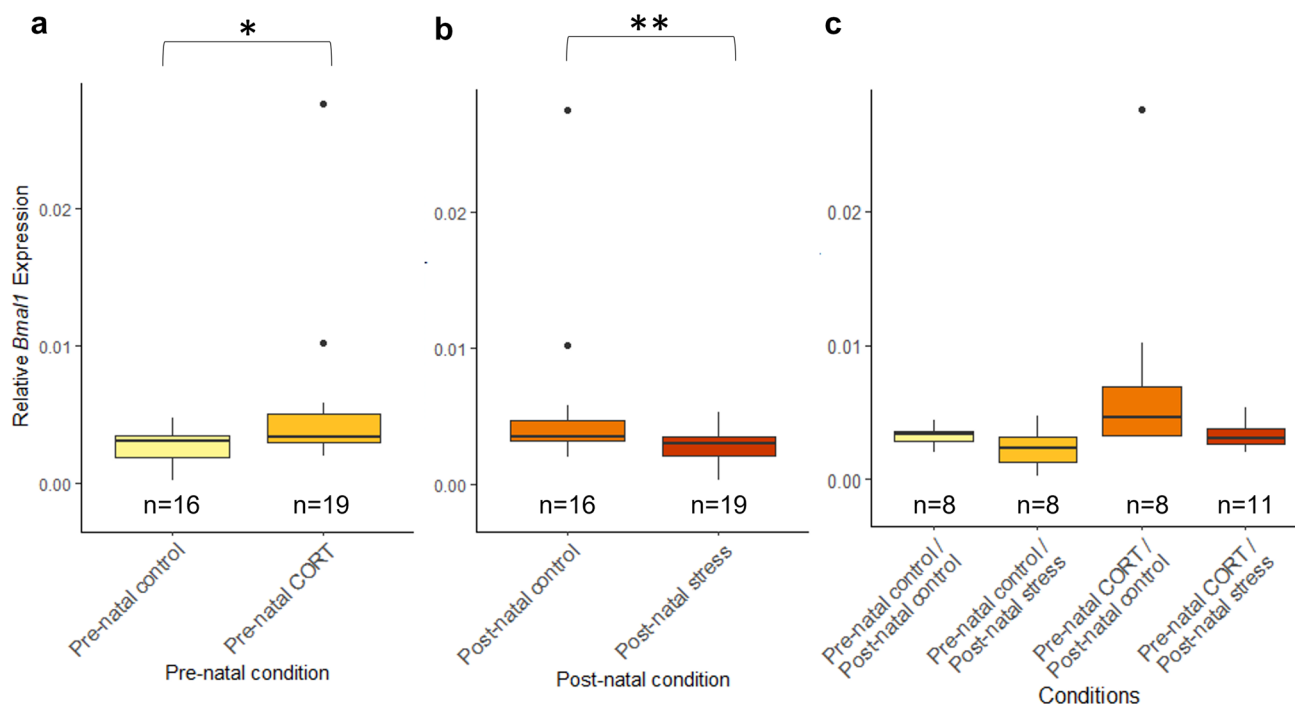 a
*
Relative Bmal1 Expression
0.02
0.01
0.00
n=16
n=19
Pre-natal control
Pre-natal CORT
Pre-natal condition
b
**
0.02
0.01
0.00
n=16
n=19
Post-natal control
Post-natal stress
Post-natal condition
c
0.02
0.01
0.00
n=8
n=8
n=8
n=11
Pre-natal control /
Post-natal control
Pre-natal control /
Post-natal stress
Pre-natal CORT /
Post-natal control
Pre-natal CORT /
Post-natal stress
Conditions